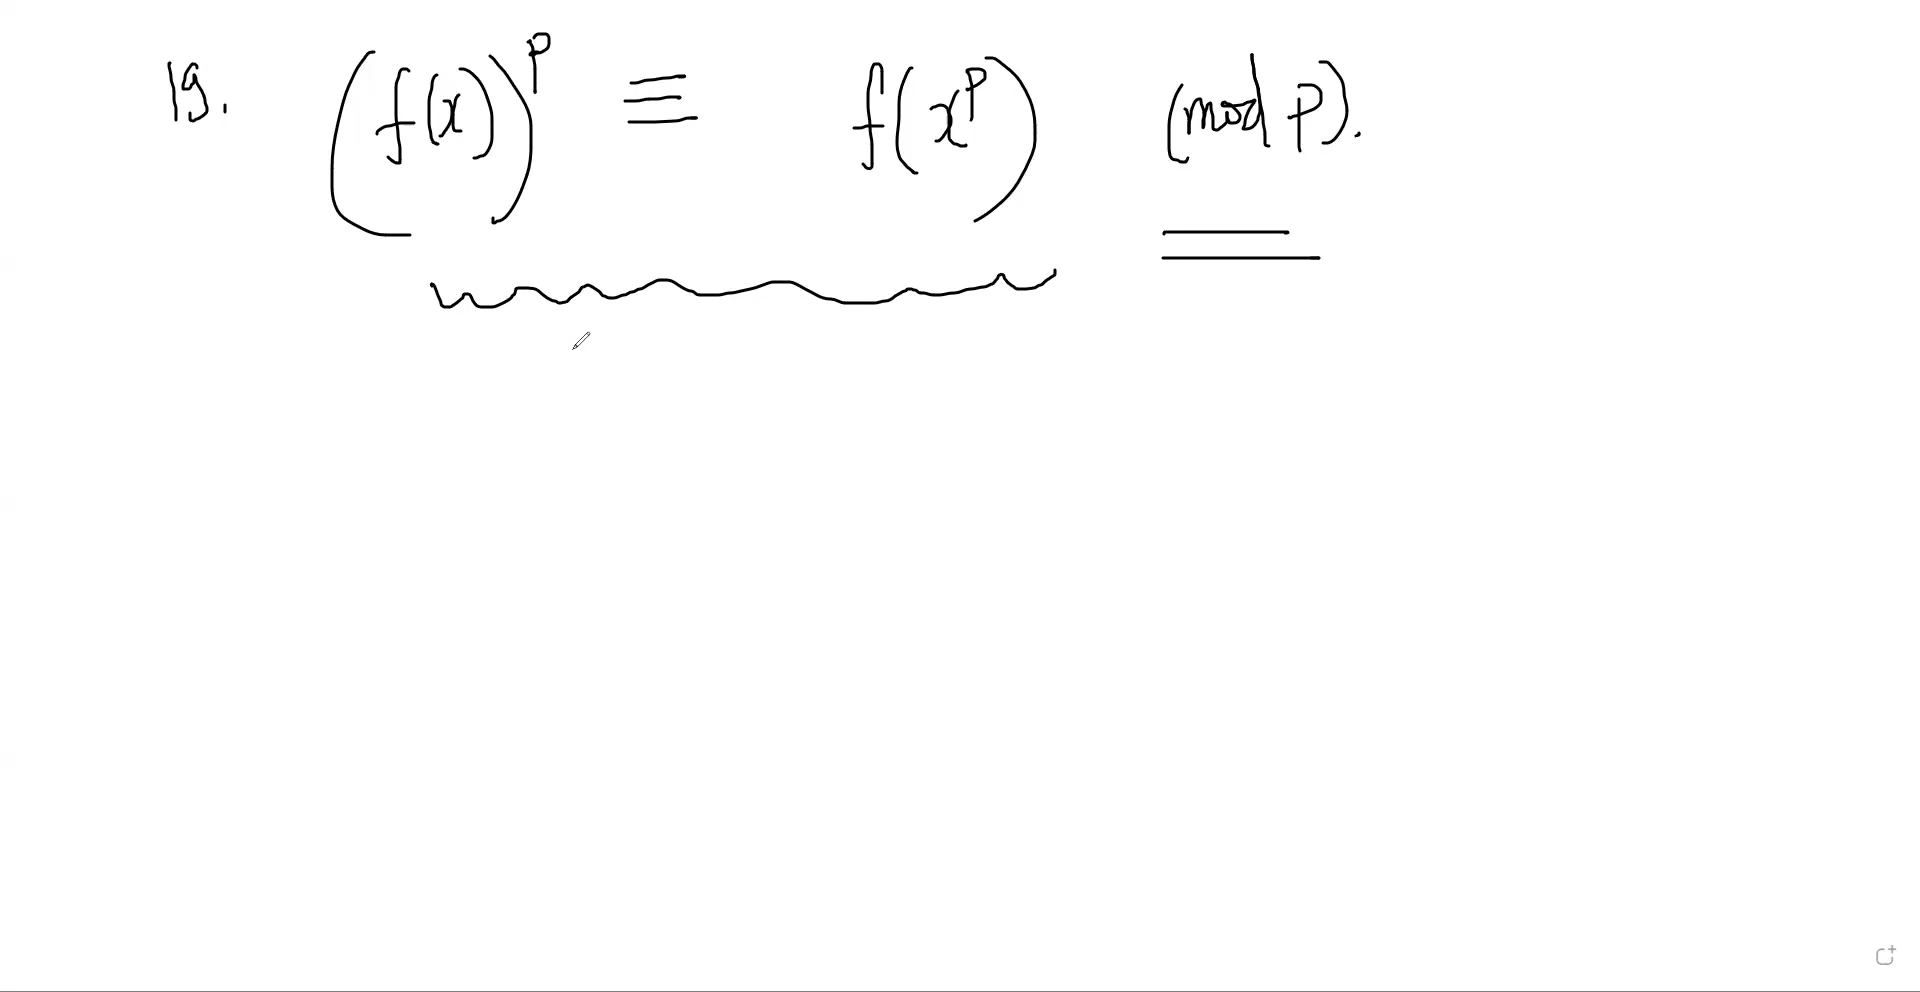 19. (f(x))^p ≡ f(x^p) (mod p).